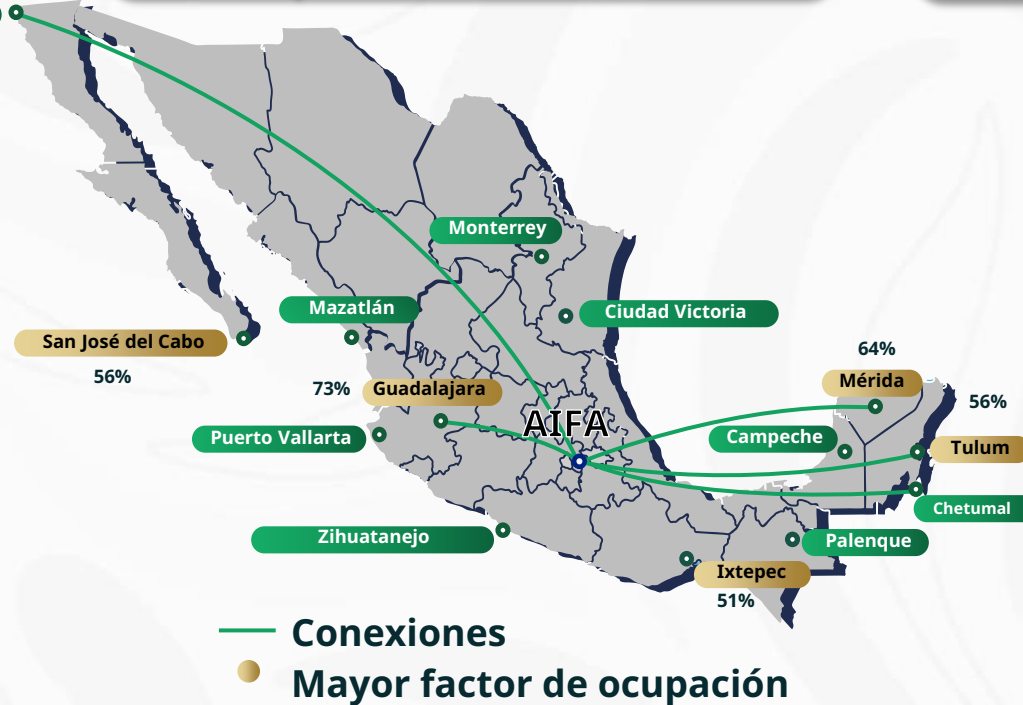 Monterrey
Mazatlán
Ciudad Victoria
San José del Cabo
56%
73%
Guadalajara
64%
Mérida
56%
AIFA
Puerto Vallarta
Campeche
Tulum
Chetumal
Zihuatanejo
Palenque
Ixtepec
51%
Conexiones
Mayor factor de ocupación